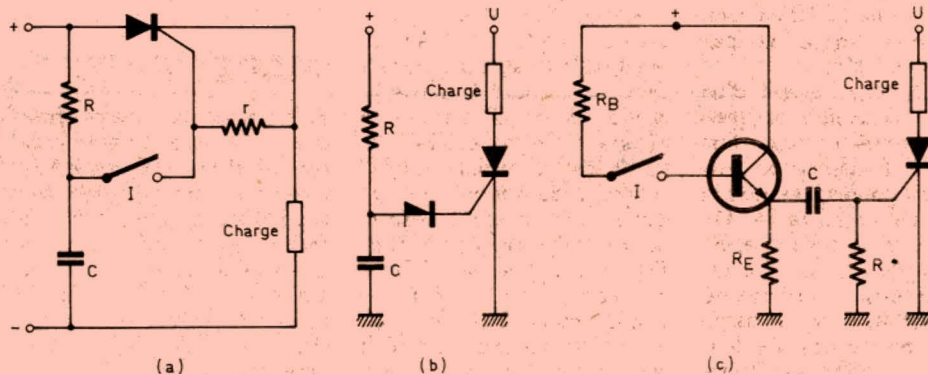 +
R
I
C
r
Charge
-
(a)
+
R
C
U
Charge
(b)
+
R_B
I
R_E
C
R
U
Charge
(c)